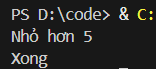 PS D:\code> & C:
Nhỏ hơn 5
Xong